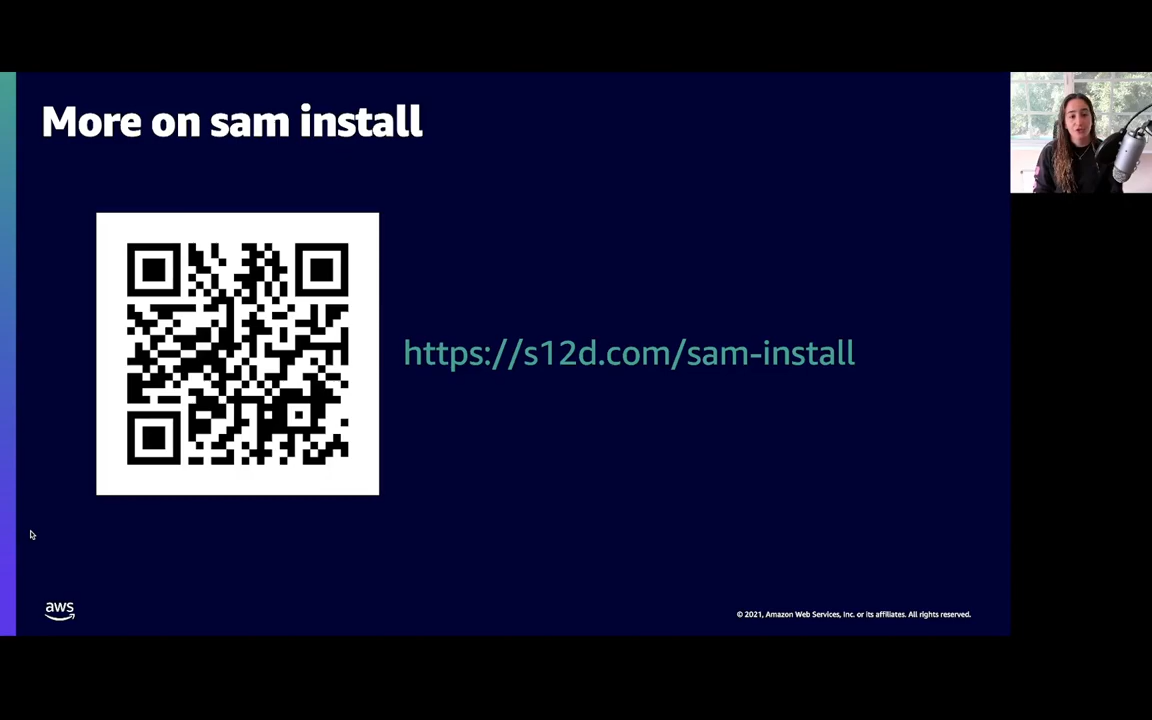 More on sam install
https://s12d.com/sam-install
aws
© 2021, Amazon Web Services, Inc. or its affiliates. All rights reserved.